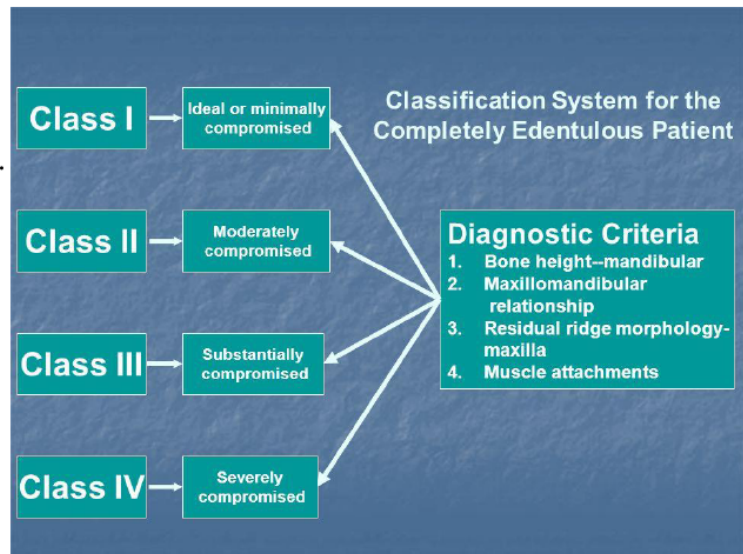 Classification System for the
Completely Edentulous Patient
Class I
Ideal or minimally
compromised
Class II
Moderately
compromised
Class III
Substantially
compromised
Class IV
Severely
compromised
Diagnostic Criteria
1. Bone height--mandibular
2. Maxillomandibular
relationship
3. Residual ridge morphology-
maxilla
4. Muscle attachments